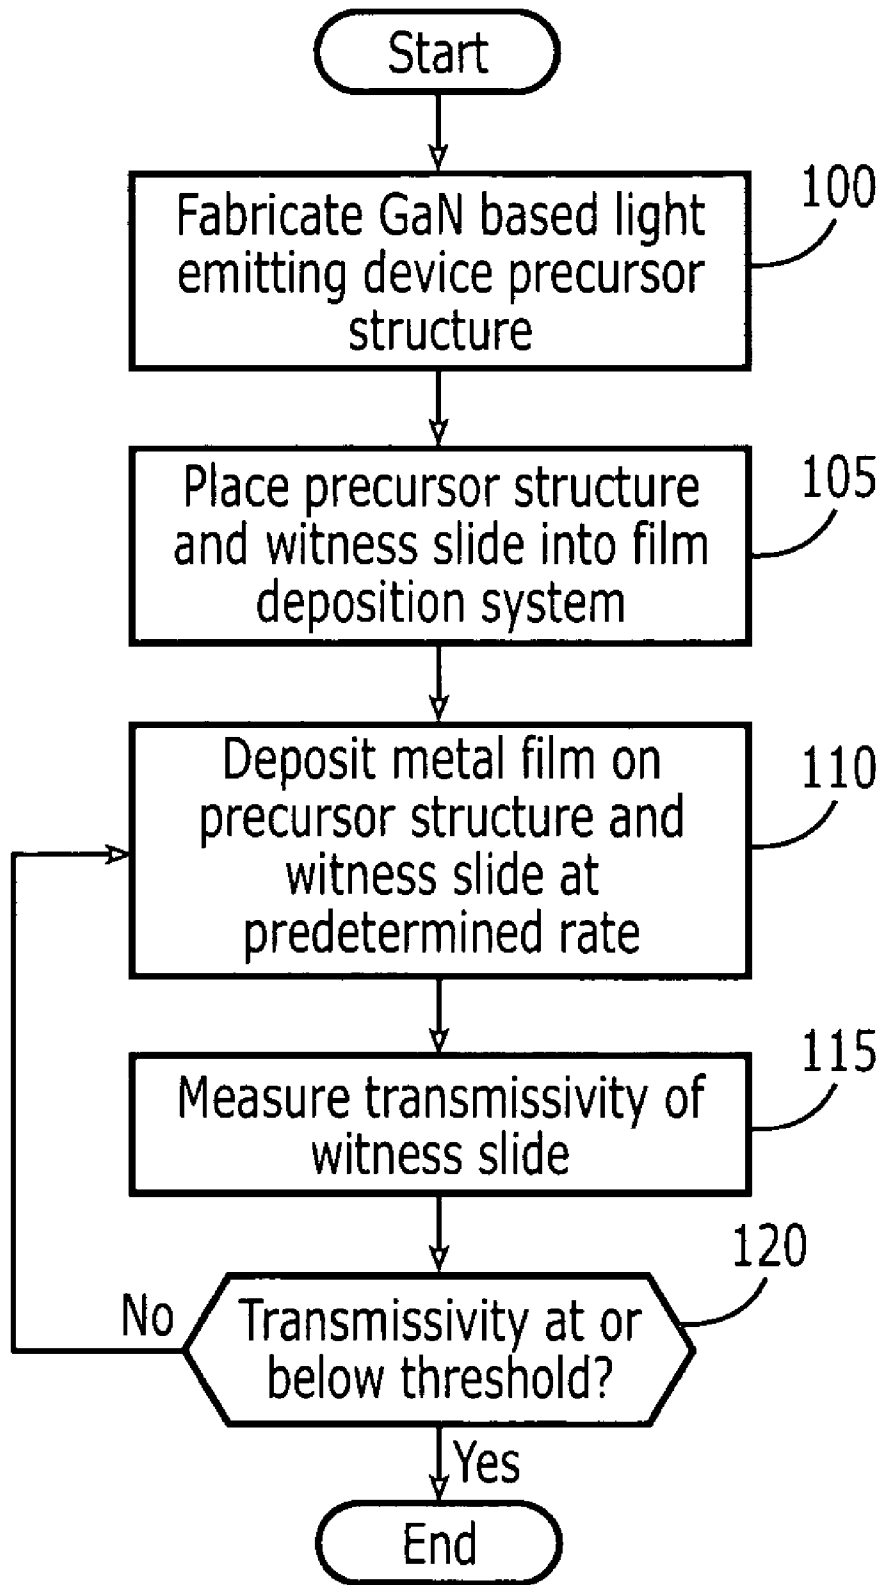 Start
100
Fabricate GaN based light
emitting device precursor
structure
105
Place precursor structure
and witness slide into film
deposition system
110
Deposit metal film on
precursor structure and
witness slide at
predetermined rate
115
Measure transmissivity of
witness slide
120
No
Transmissivity at or
below threshold?
Yes
End